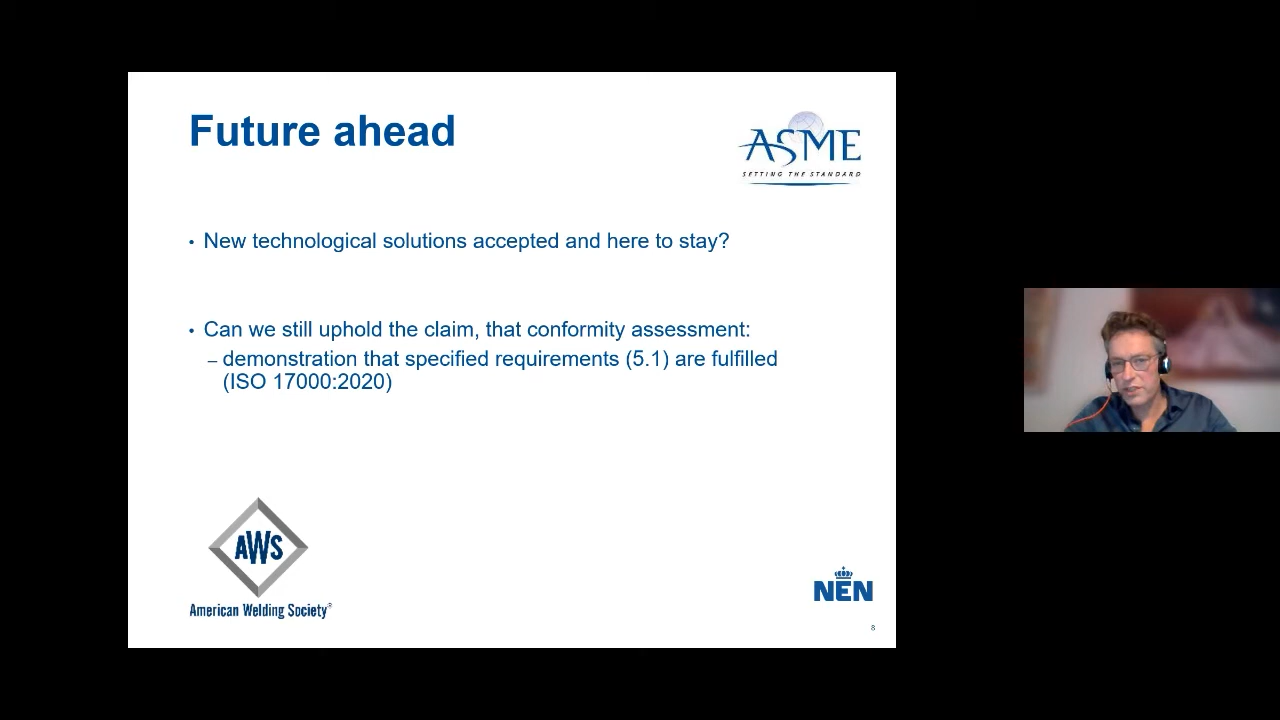 Future ahead
ASME
SETTING THE STANDARD
• New technological solutions accepted and here to stay?
• Can we still uphold the claim, that conformity assessment:
– demonstration that specified requirements (5.1) are fulfilled
(ISO 17000:2020)
AWS
American Welding Society®
NEN
8